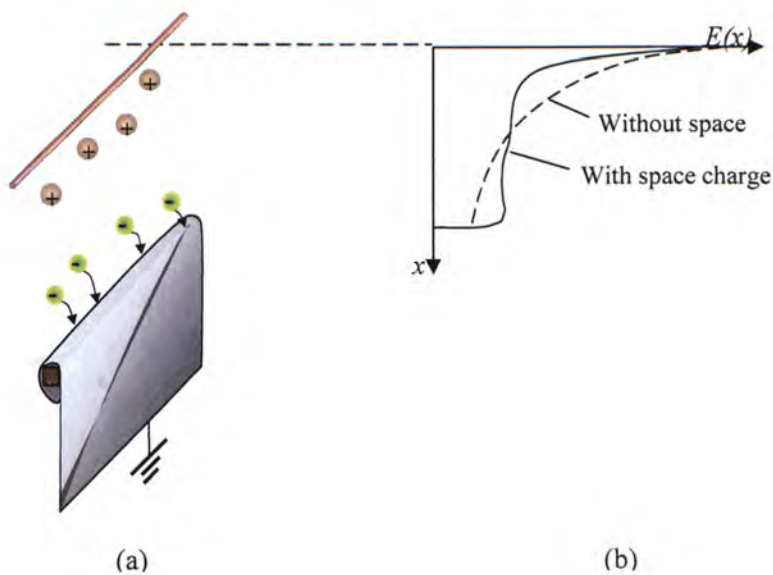 E(x)
+
+
+
+
Without space
With space charge
-
-
-
-
x
(a)
(b)